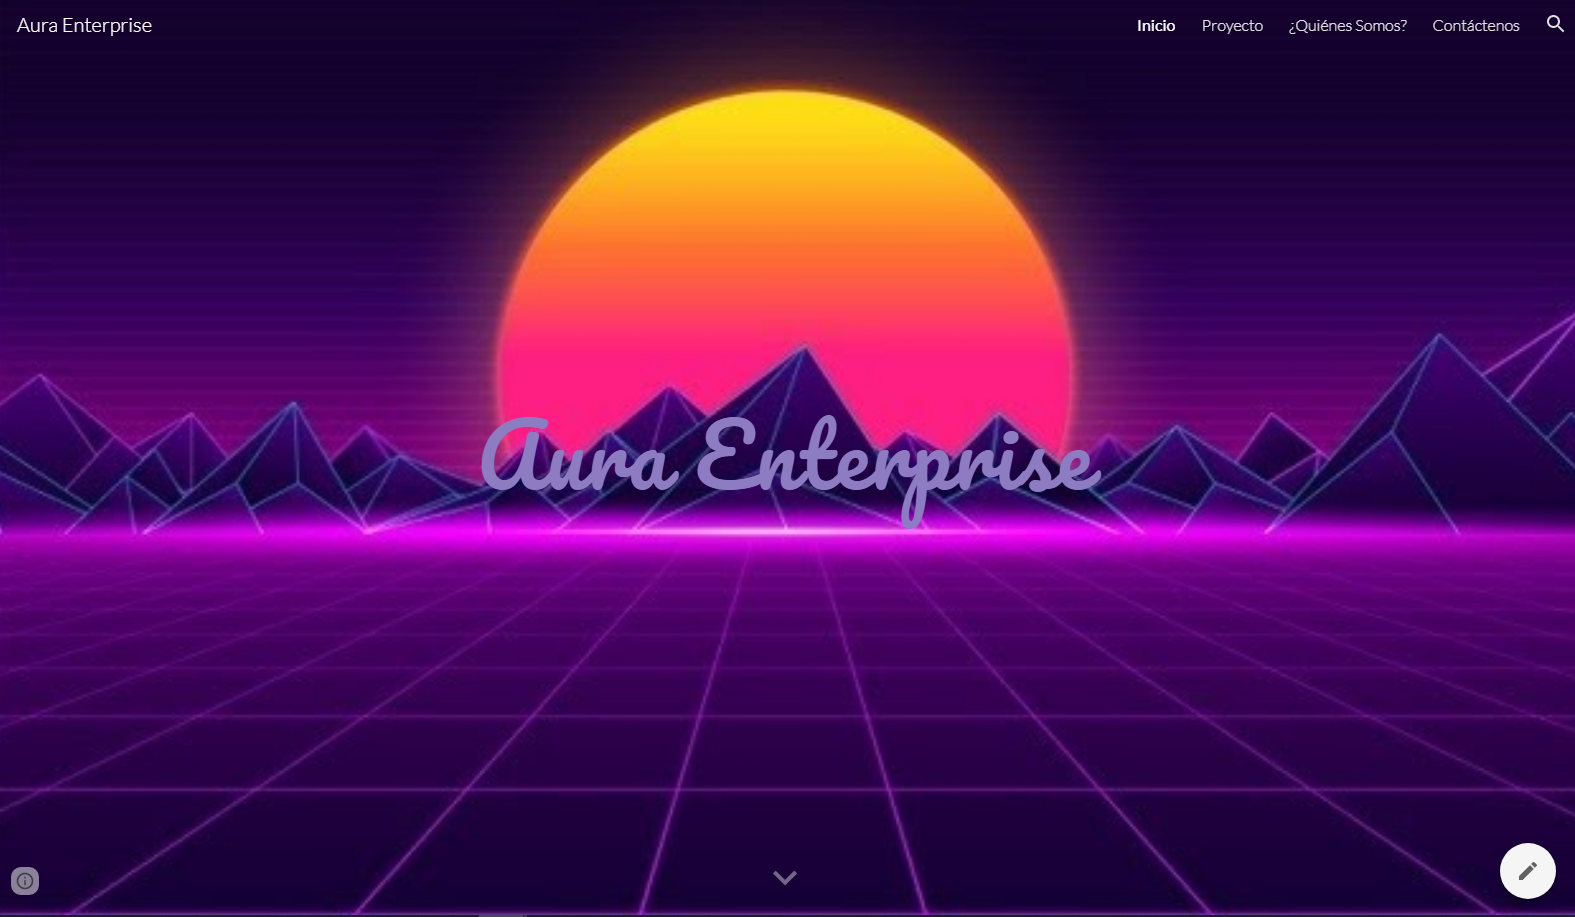 Aura Enterprise
Inicio Proyecto ¿Quiénes Somos? Contáctenos
Aura Enterprise